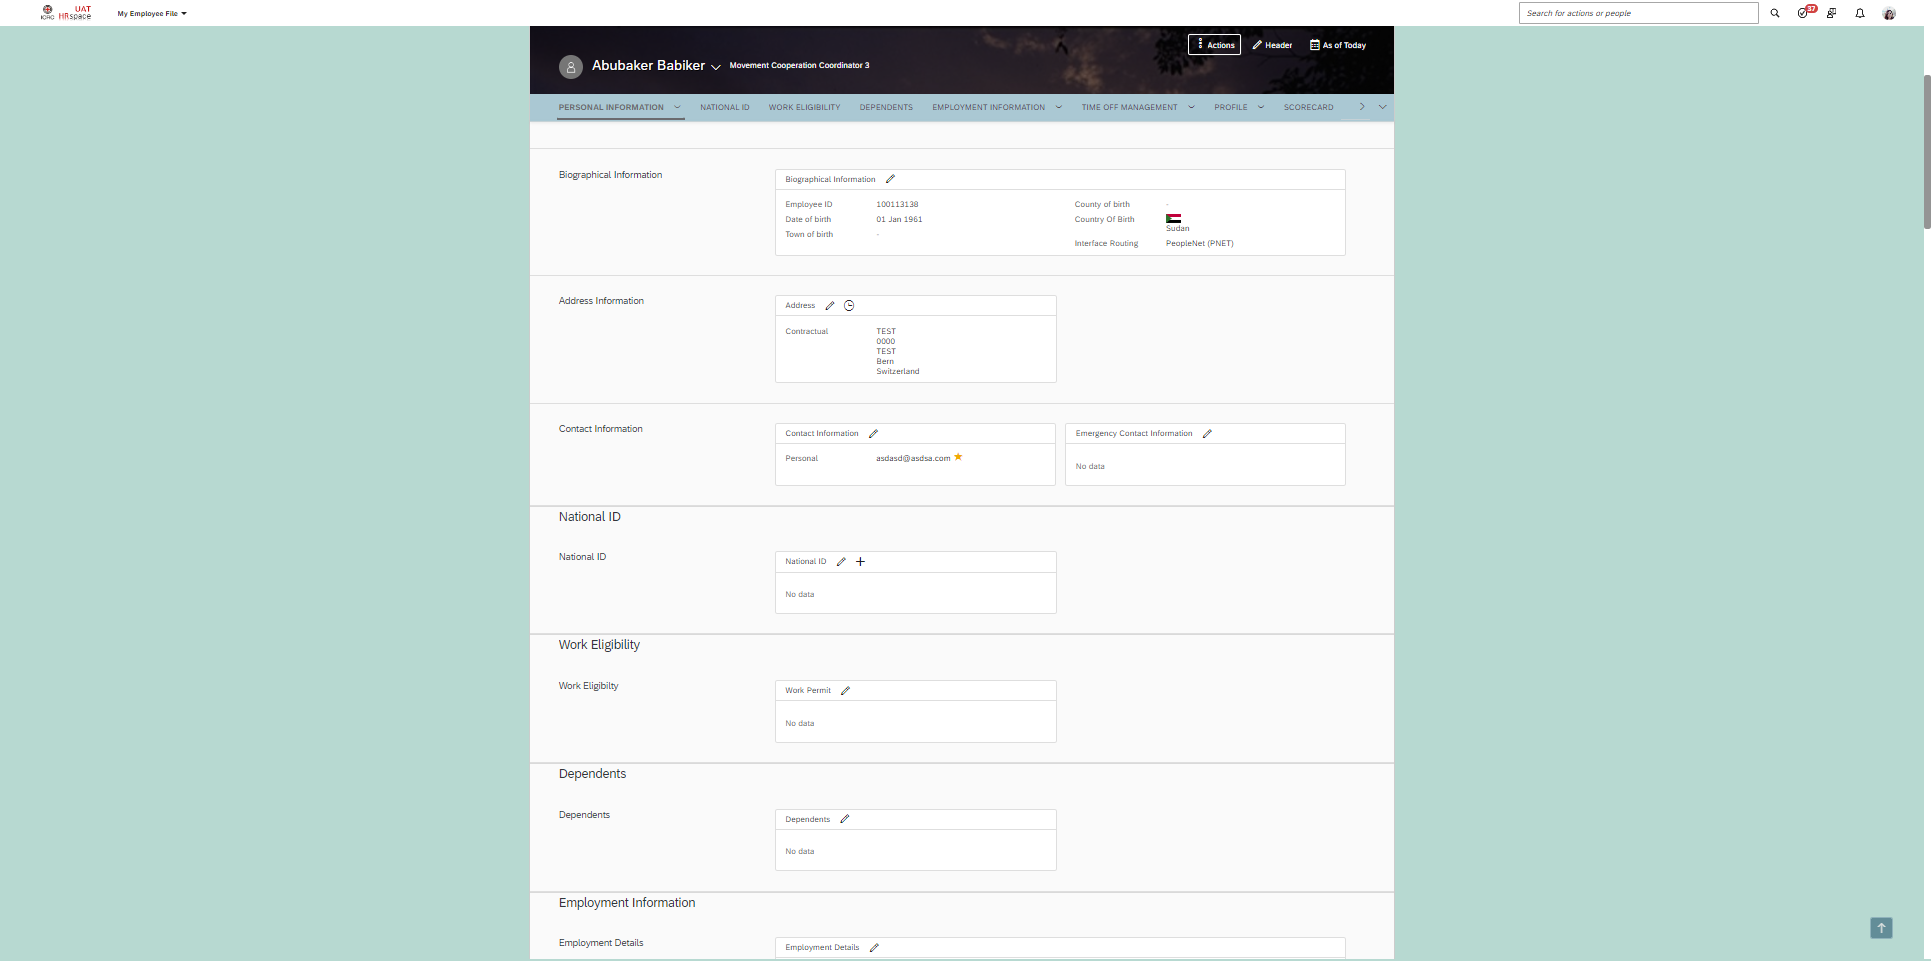 ICRC
UAT
HRspace
My Employee File
Search for actions or people
37
Actions
Header
As of Today
Abubaker Babiker
Movement Cooperation Coordinator 3
PERSONAL INFORMATION
NATIONAL ID
WORK ELIGIBILITY
DEPENDENTS
EMPLOYMENT INFORMATION
TIME OFF MANAGEMENT
PROFILE
SCORECARD
Biographical Information
Biographical Information
Employee ID 100113138
Date of birth 01 Jan 1961
Town of birth -
County of birth -
Country Of Birth
Sudan
Interface Routing PeopleNet (PNET)
Address Information
Address
Contractual TEST
0000
TEST
Bern
Switzerland
Contact Information
Contact Information
Personal asdasd@asdsa.com
Emergency Contact Information
No data
National ID
National ID
National ID
No data
Work Eligibility
Work Eligibilty
Work Permit
No data
Dependents
Dependents
Dependents
No data
Employment Information
Employment Details
Employment Details